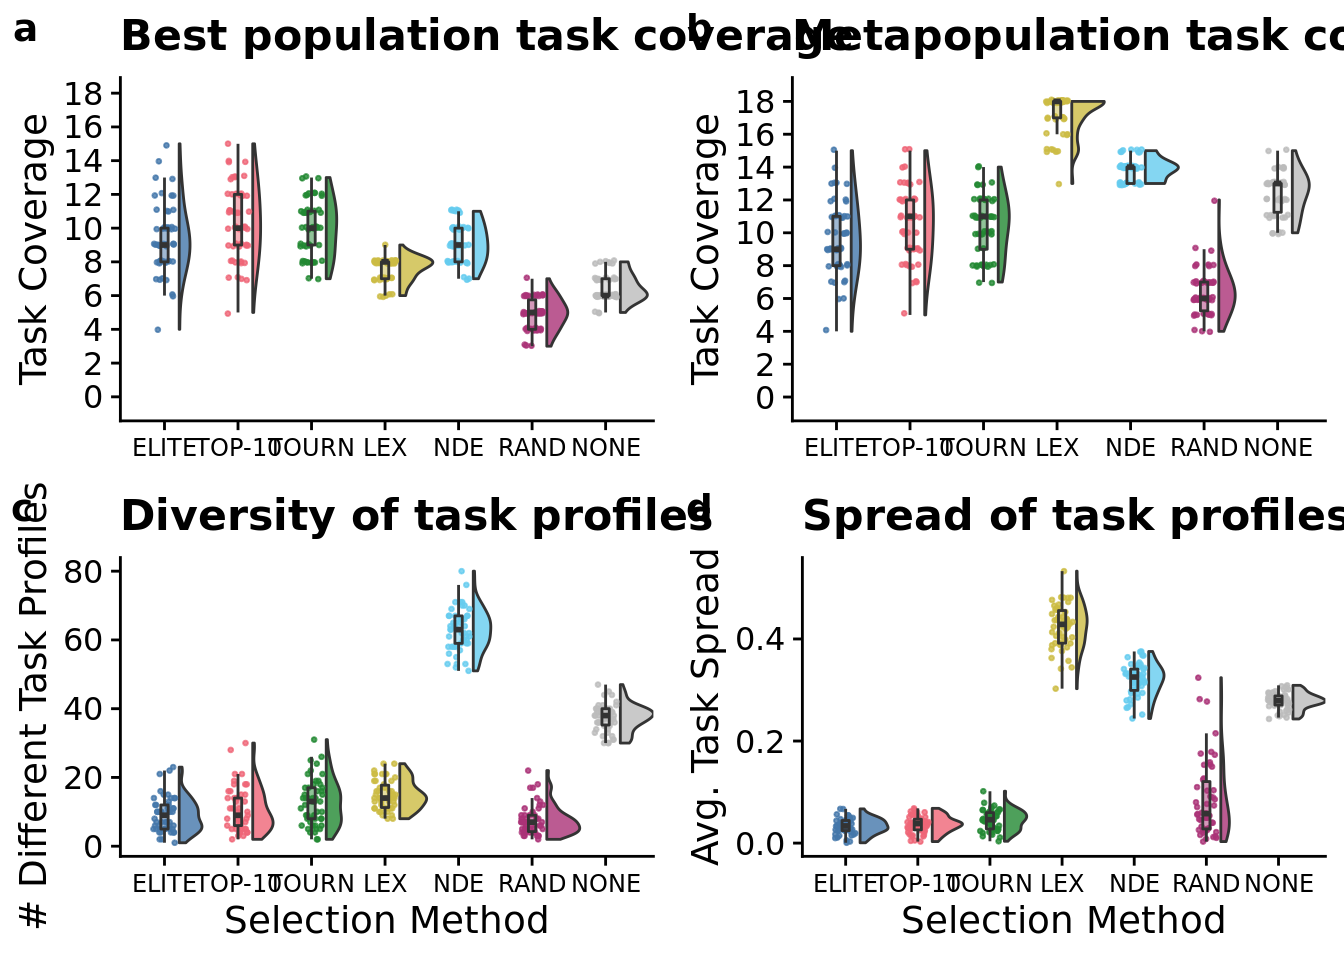 a
Best population task coverage
Task Coverage
18
16
14
12
10
8
6
4
2
0
ELITE TOP-10 TOURN LEX NDE RAND NONE
b
Metapopulation task co
Task Coverage
18
16
14
12
10
8
6
4
2
0
ELITE TOP-10 TOURN LEX NDE RAND NONE
c
Diversity of task profiles
# Different Task Profiles
80
60
40
20
0
ELITE TOP-10 TOURN LEX NDE RAND NONE
Selection Method
d
Spread of task profiles
Avg. Task Spread
0.4
0.2
0.0
ELITE TOP-10 TOURN LEX NDE RAND NONE
Selection Method